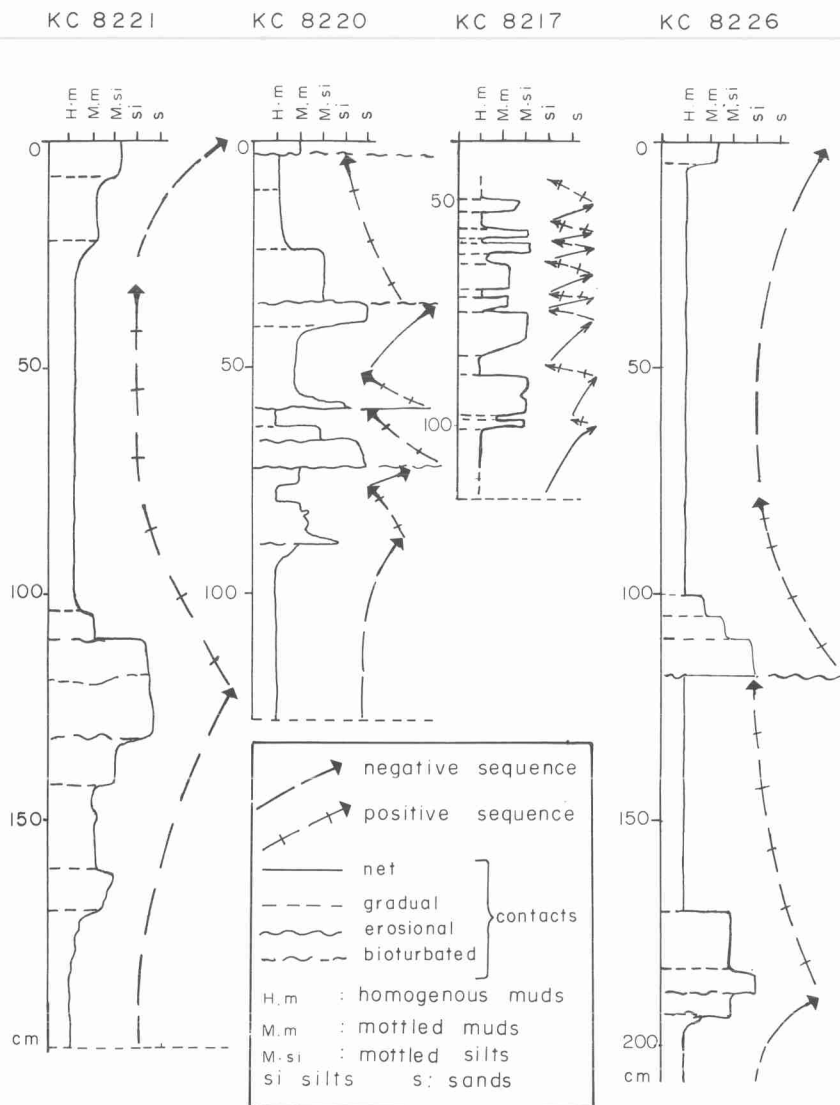 KC 8221
KC 8220
KC 8217
KC 8226
H.m
M.m
M.si
si
s
H.m
M.m
M.si
si
s
H.m
M.m
M.si
si
s
H.m
M.m
M.si
si
s
0
50
100
150
cm
0
50
100
50
100
0
50
100
150
200
cm
negative sequence
positive sequence
net
gradual
erosional
bioturbated
contacts
H.m : homogenous muds
M.m : mottled muds
M.si : mottled silts
si silts s: sands